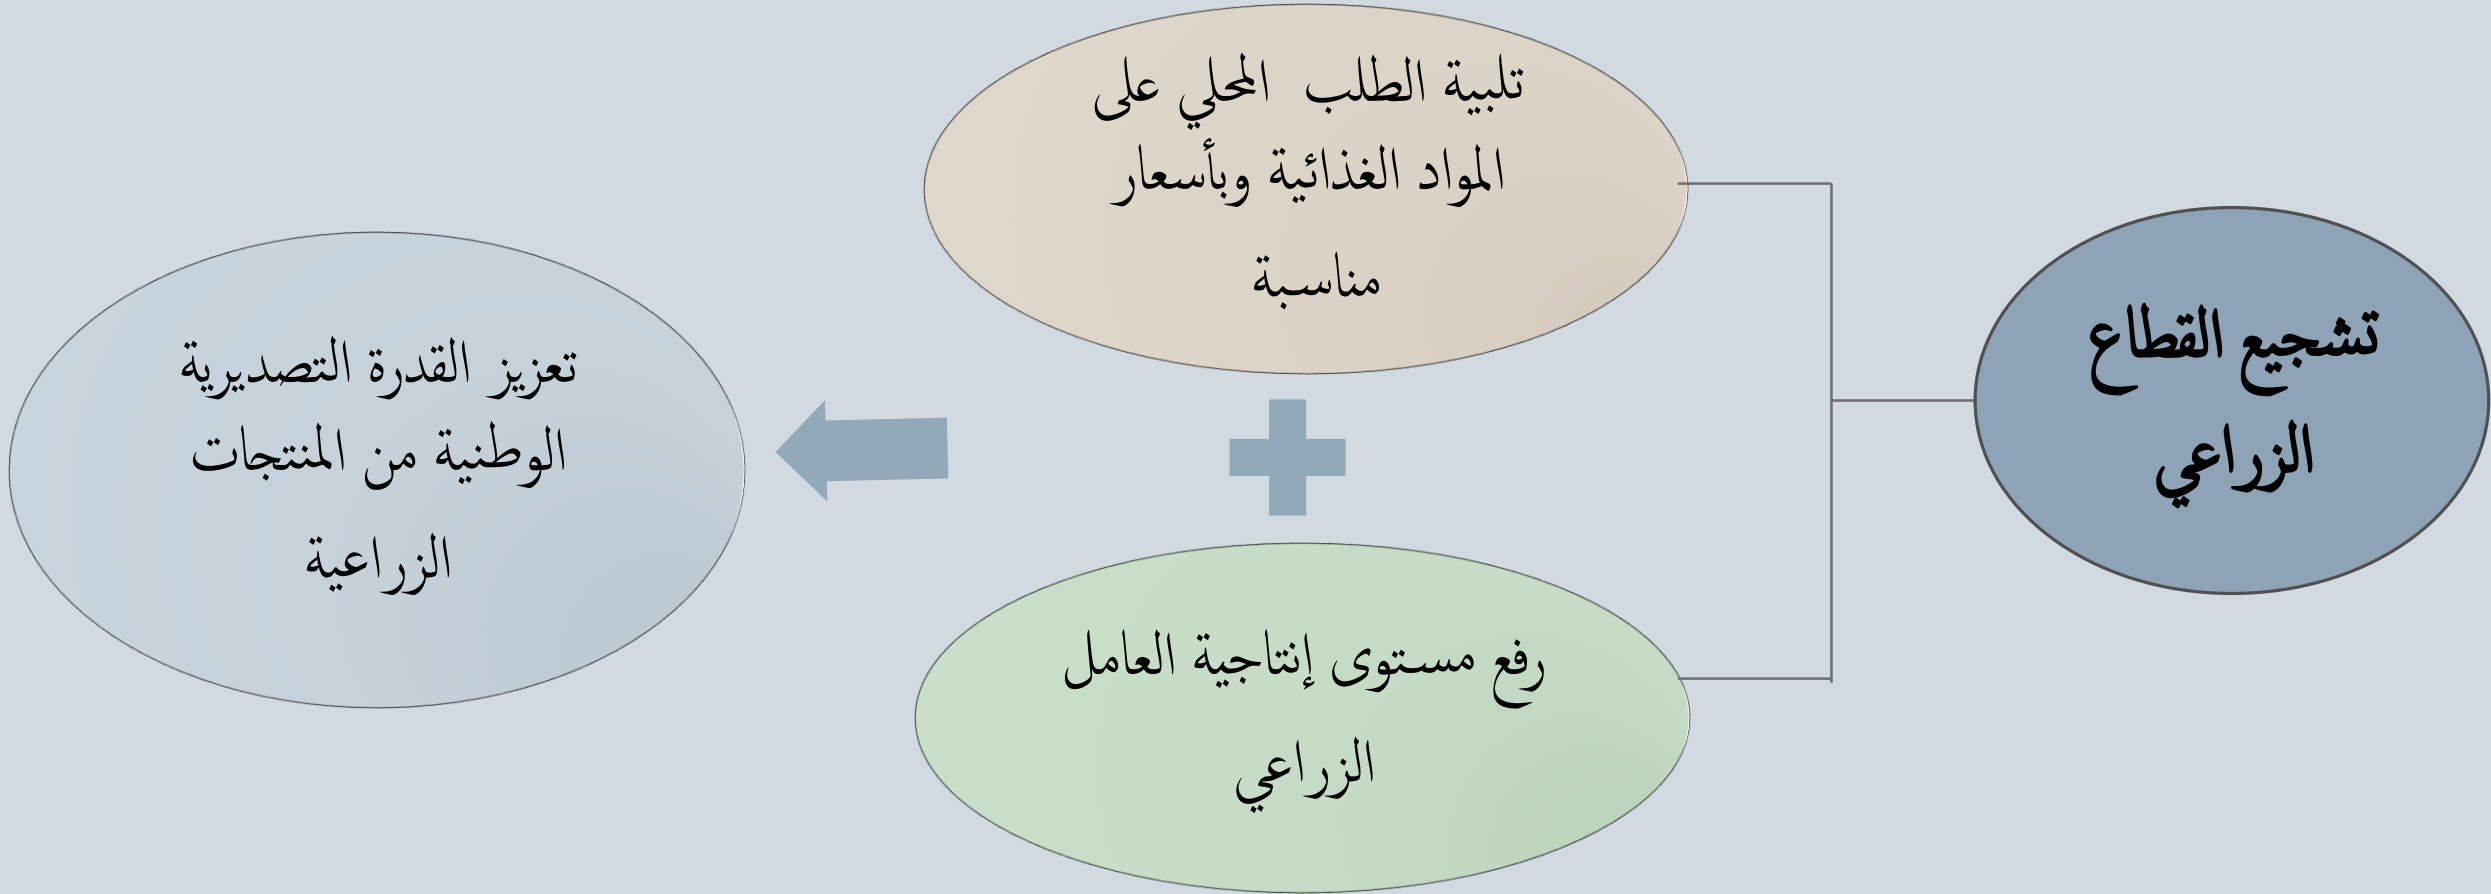 تشجيع القطاع
الزراعي
تلبية الطلب المحلي على
المواد الغذائية وبأسعار
مناسبة
رفع مستوى إنتاجية العامل
الزراعي
تعزيز القدرة التصديرية
الوطنية من المنتجات
الزراعية